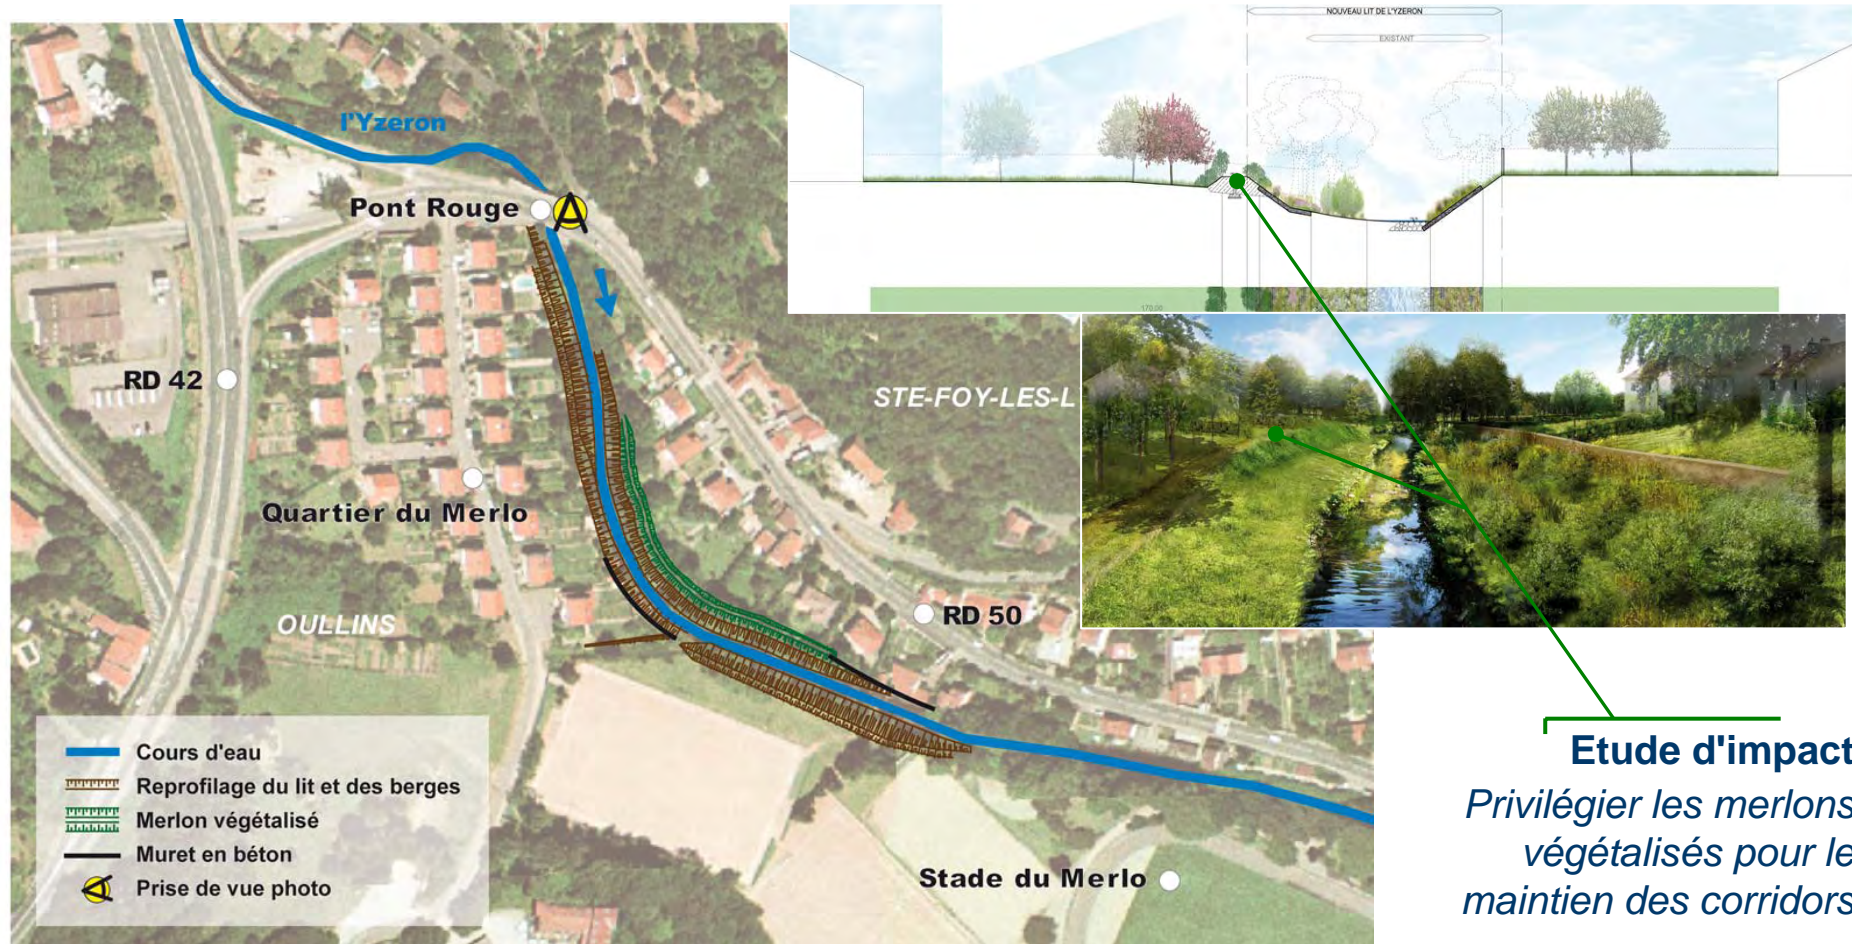 NOUVEAU LIT DE L'YZERON
EXISTANT
170.00
l'Yzeron
Pont Rouge
RD 42
STE-FOY-LES-L
Quartier du Merlo
OULLINS
RD 50
Stade du Merlo
Cours d'eau
Reprofilage du lit et des berges
Merlon végétalisé
Muret en béton
Prise de vue photo
Etude d'impact
Privilégier les merlons
végétalisés pour le
maintien des corridors